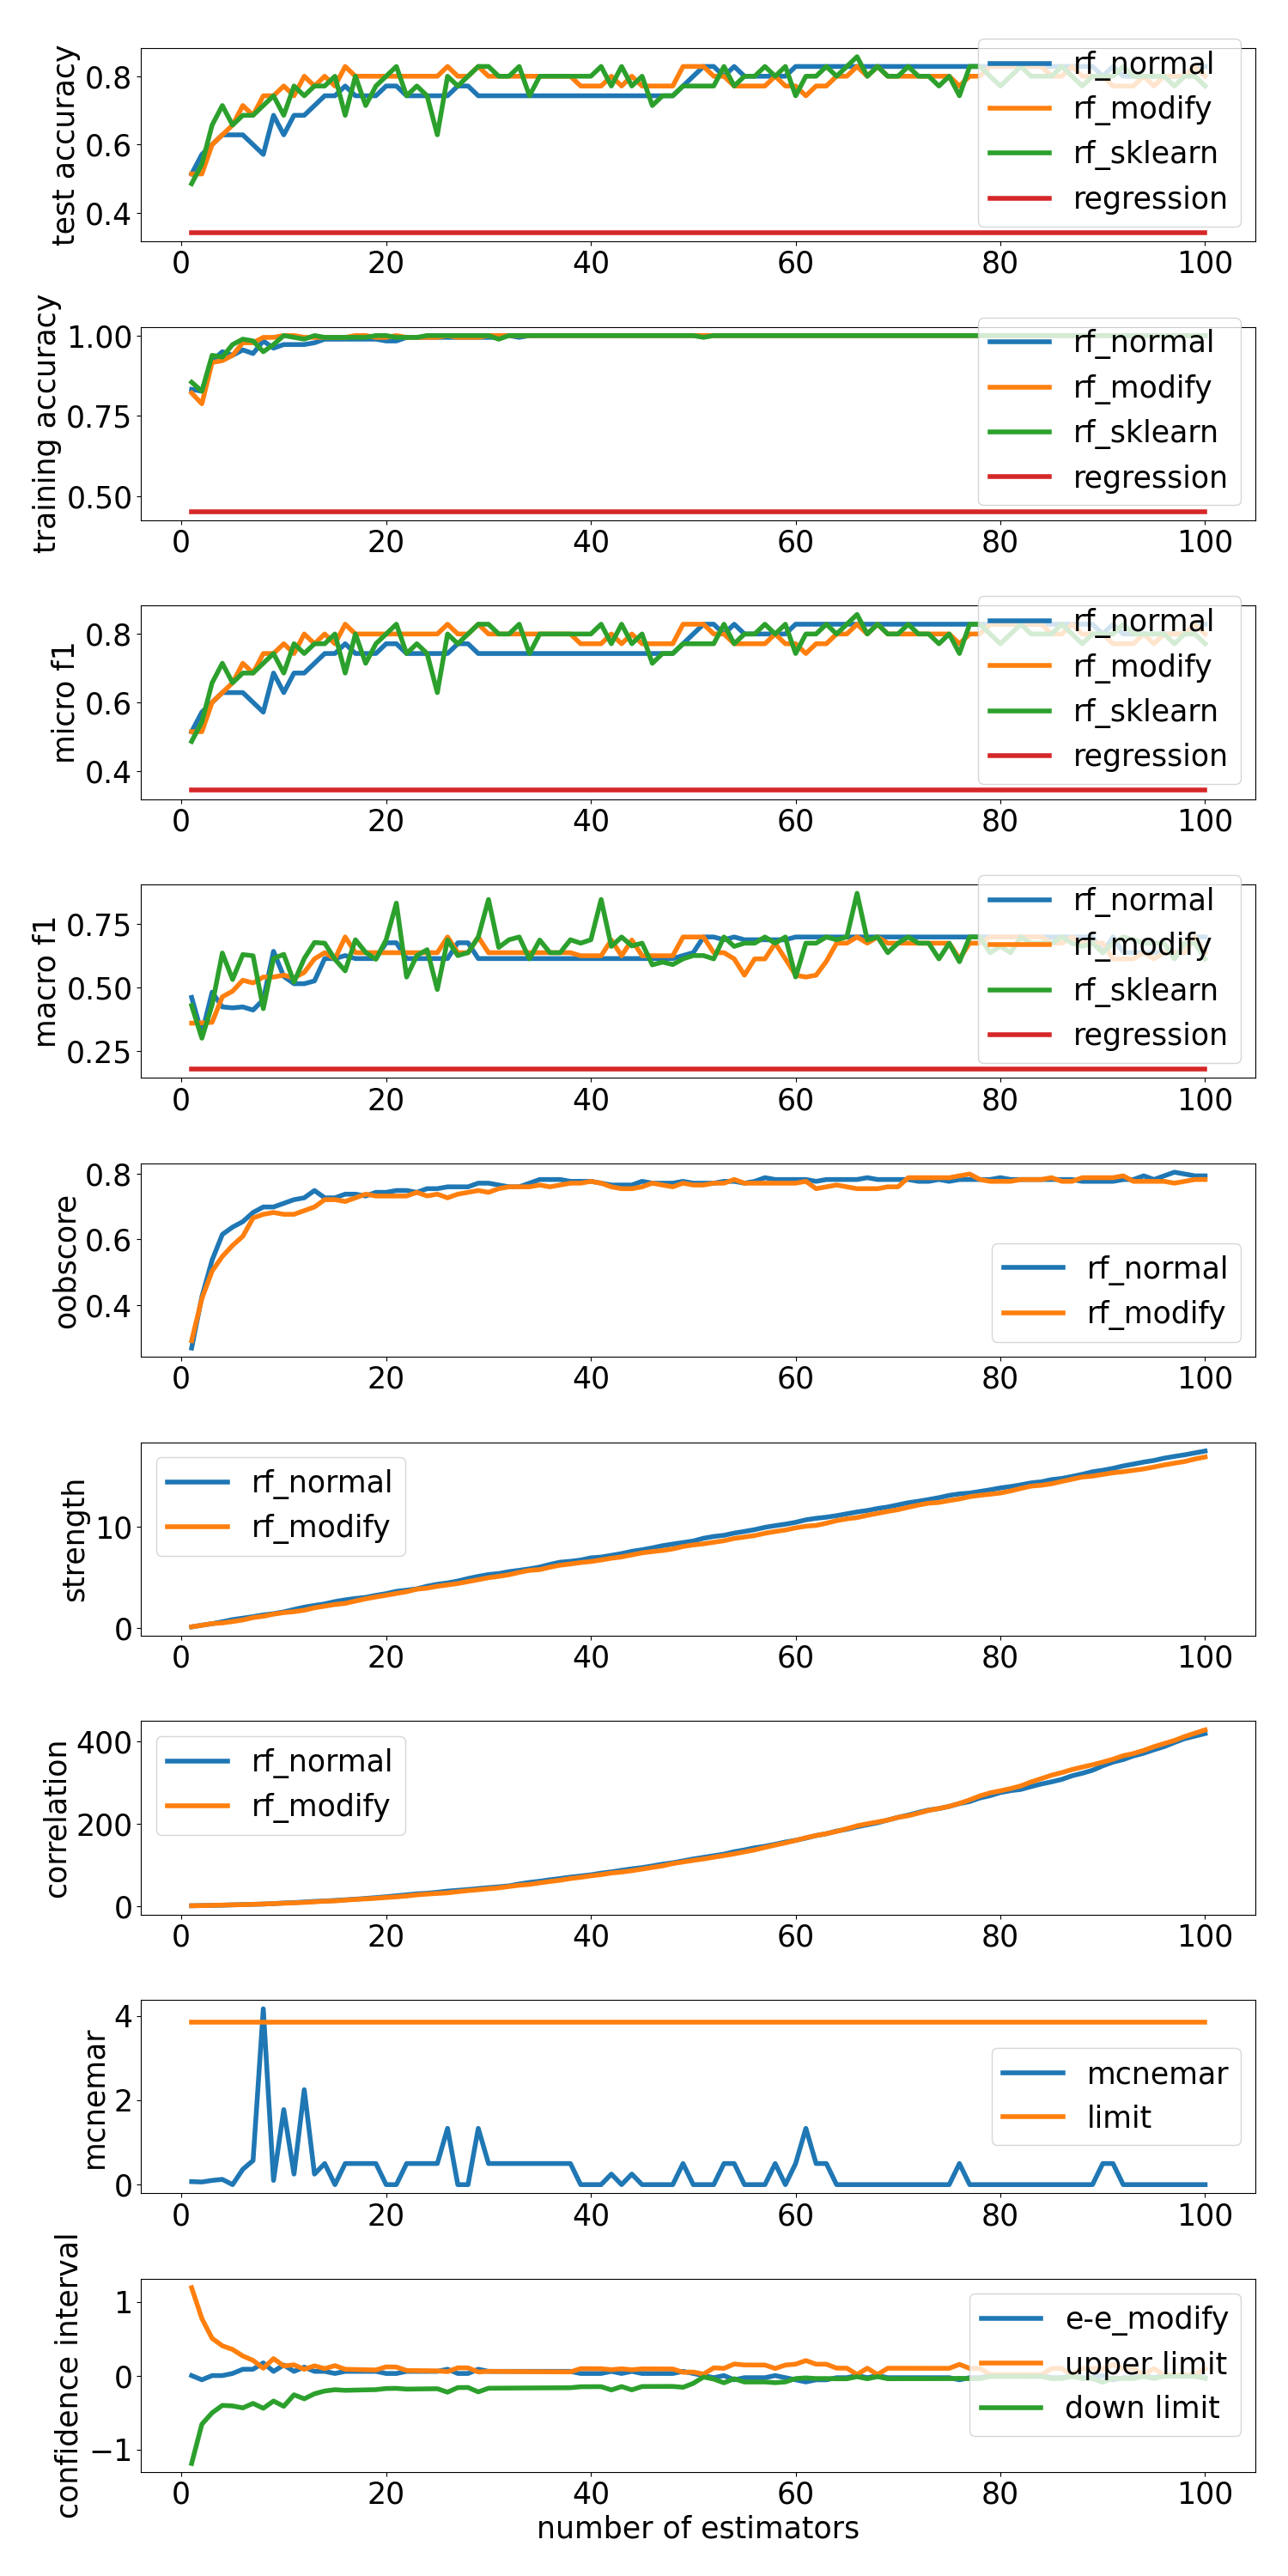 test accuracy
0.8
0.6
0.4
rf_normal
rf_modify
rf_sklearn
regression
0 20 40 60 80 100
training accuracy
1.00
0.75
0.50
rf_normal
rf_modify
rf_sklearn
regression
0 20 40 60 80 100
micro f1
0.8
0.6
0.4
rf_normal
rf_modify
rf_sklearn
regression
0 20 40 60 80 100
macro f1
0.75
0.50
0.25
rf_normal
rf_modify
rf_sklearn
regression
0 20 40 60 80 100
oobscore
0.8
0.6
0.4
rf_normal
rf_modify
0 20 40 60 80 100
strength
10
0
rf_normal
rf_modify
0 20 40 60 80 100
correlation
400
200
0
rf_normal
rf_modify
0 20 40 60 80 100
mcnemar
4
2
0
mcnemar
limit
0 20 40 60 80 100
confidence interval
1
0
−1
e-e_modify
upper limit
down limit
0 20 40 60 80 100
number of estimators